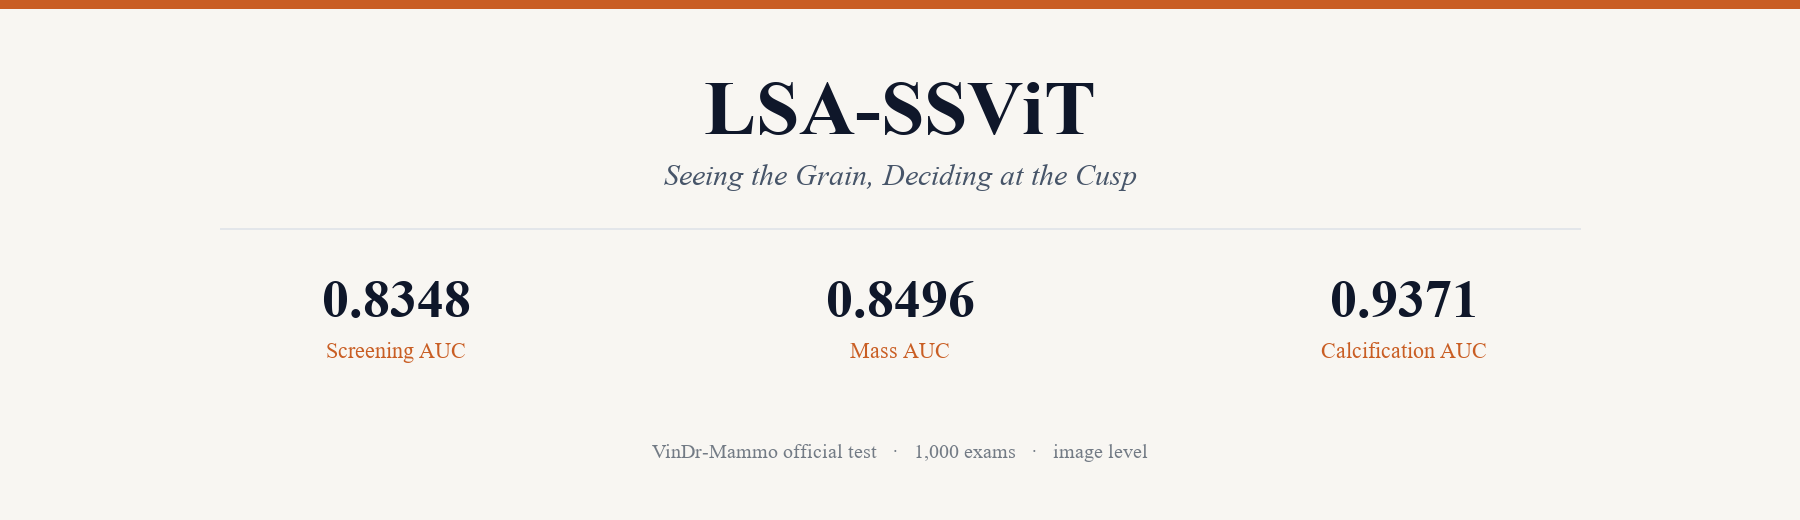 LSA-SSViT
Seeing the Grain, Deciding at the Cusp
0.8348
Screening AUC
0.8496
Mass AUC
0.9371
Calcification AUC
VinDr-Mammo official test · 1,000 exams · image level